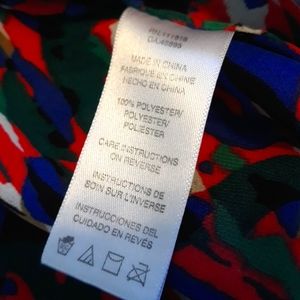 MADE IN CHINA
FABRIQUÉ EN CHINE
HECHO EN CHINA
100% POLYESTER/
POLYESTER/
POLIESTER
CARE INSTRUCTIONS
ON REVERSE
INSTRUCTIONS DE
SOIN SUR L'INVERSE
INSTRUCCIONES DEL
CUIDADO EN REVÉS